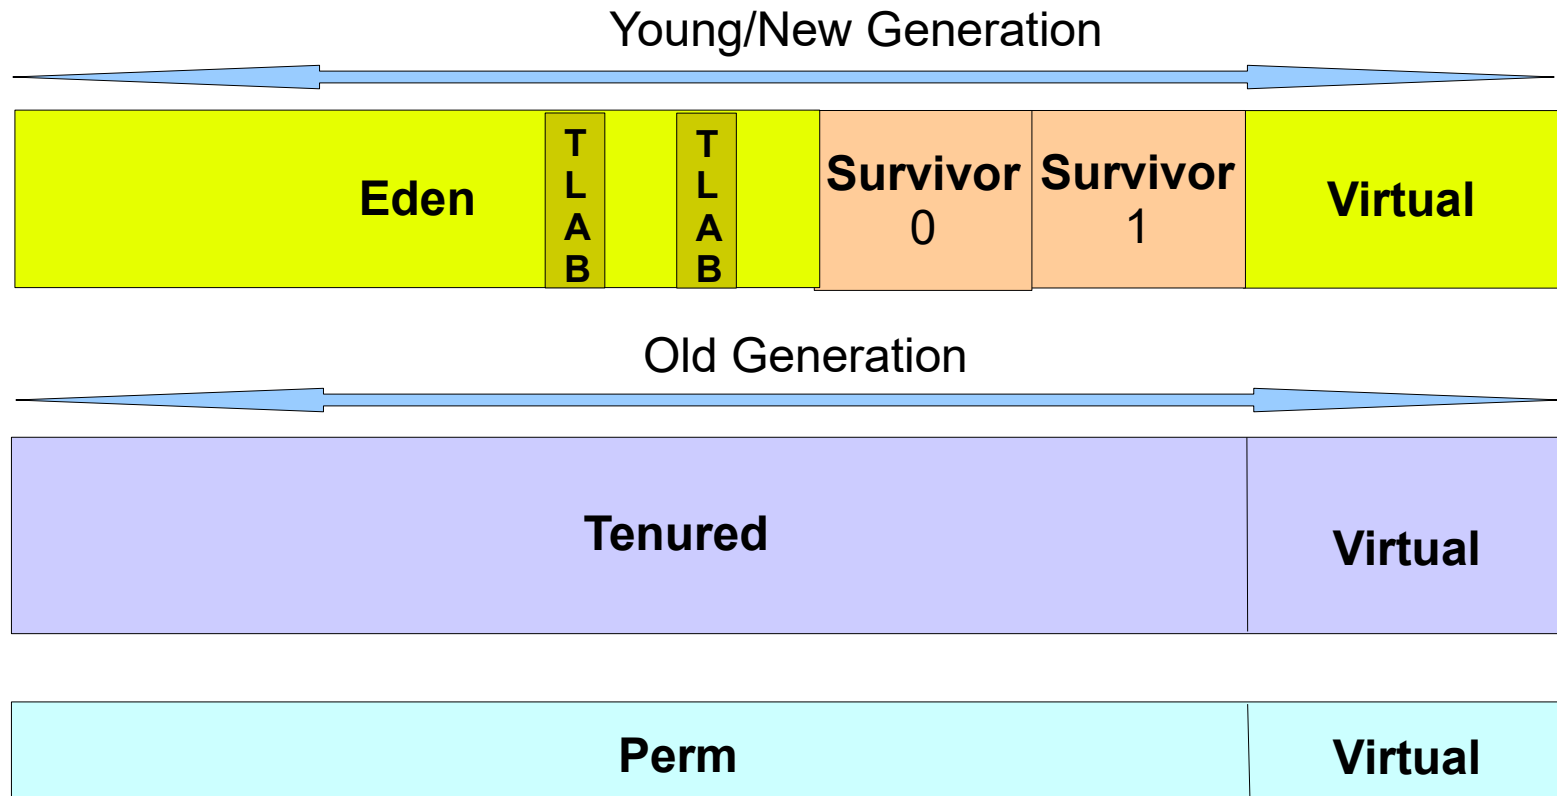 Young/New Generation
Eden
T
L
A
B
T
L
A
B
Survivor
0
Survivor
1
Virtual
Old Generation
Tenured
Virtual
Perm
Virtual